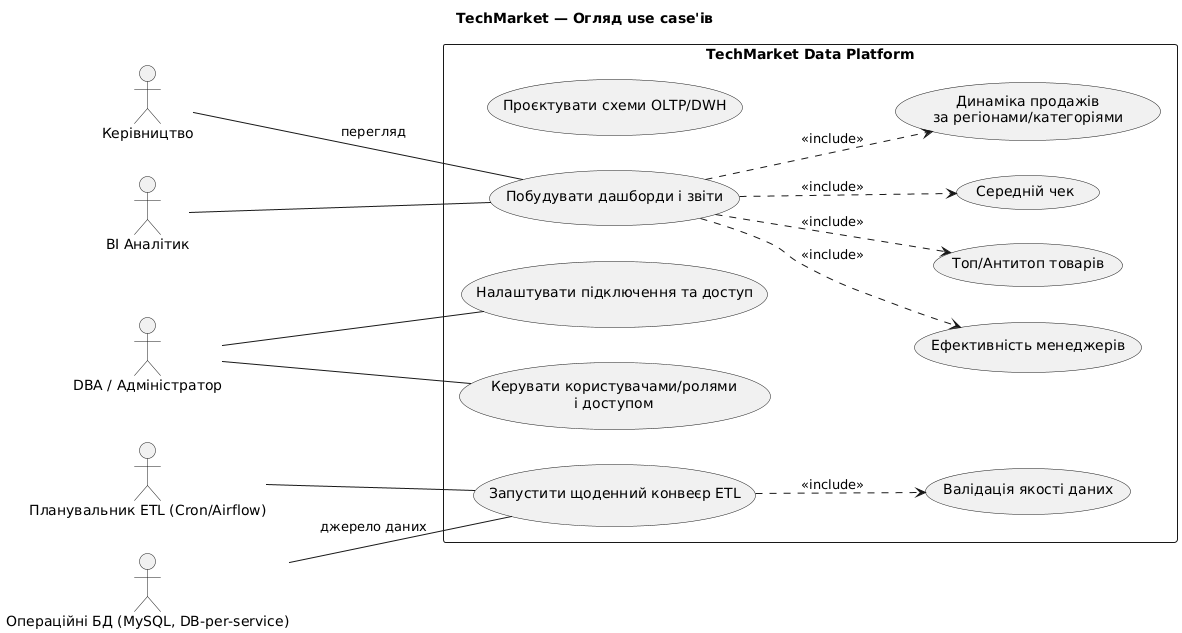 TechMarket — Огляд use case'ів
TechMarket Data Platform
Керівництво
перегляд
BI Аналітик
DBA / Адміністратор
Планувальник ETL (Cron/Airflow)
джерело даних
Операційні БД (MySQL, DB-per-service)
Проєктувати схеми OLTP/DWH
Побудувати дашборди і звіти
Налаштувати підключення та доступ
Керувати користувачами/ролями
і доступом
Запустити щоденний конвеєр ETL
«include»
«include»
«include»
«include»
«include»
Динаміка продажів
за регіонами/категоріями
Середній чек
Топ/Антитоп товарів
Ефективність менеджерів
Валідація якості даних